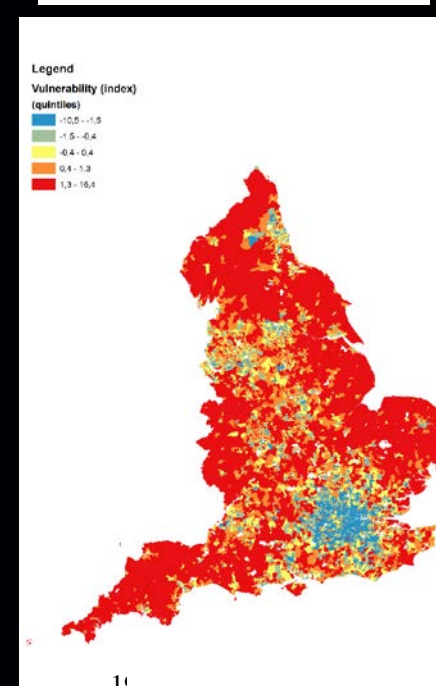 Legend
Vulnerability (index)
(quintiles)
-10,5 - -1,5
-1,5 - -0,4
-0,4 - 0,4
0,4 - 1,3
1,3 - 16,4